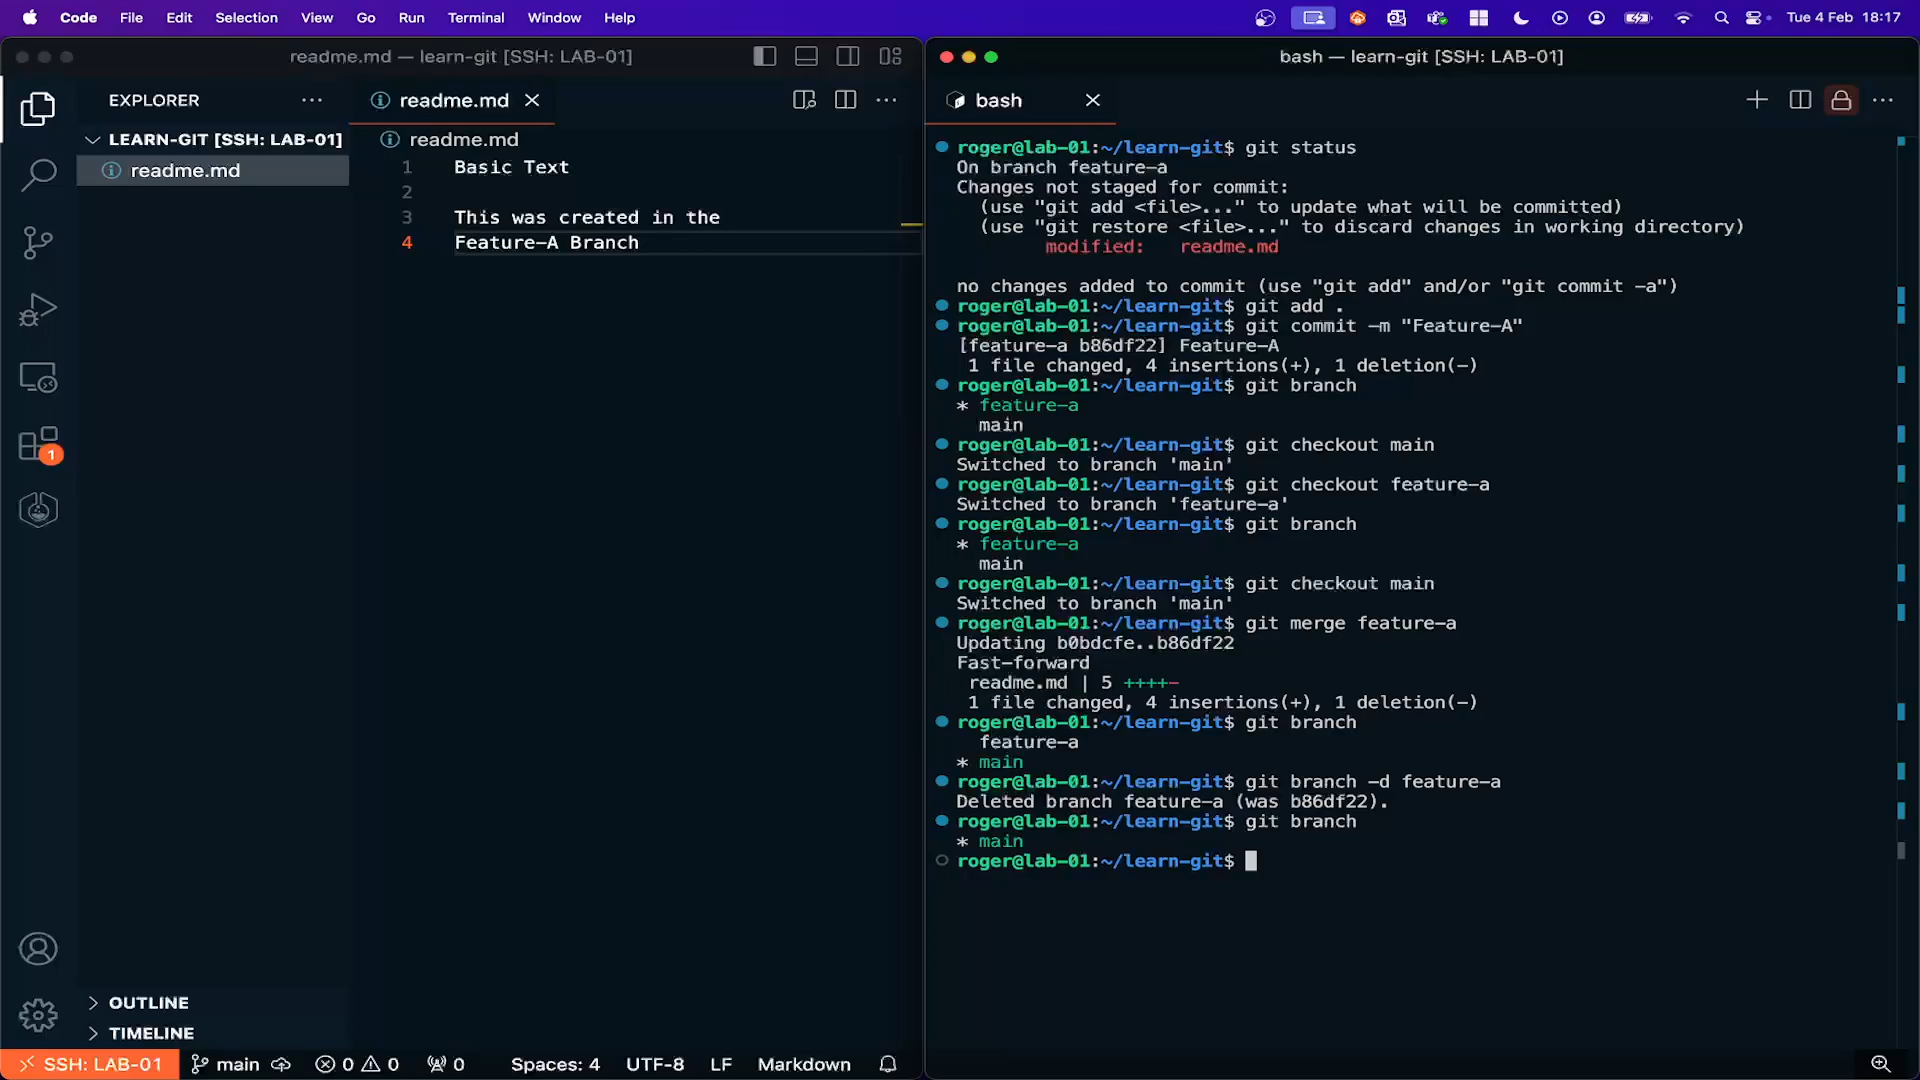 Code File Edit Selection View Go Run Terminal Window Help Tue 4 Feb 18:17
readme.md — learn-git [SSH: LAB-01]
EXPLORER
LEARN-GIT [SSH: LAB-01]
readme.md
1
OUTLINE
TIMELINE
readme.md
readme.md
1 Basic Text
2
3 This was created in the
4 Feature-A Branch
SSH: LAB-01 main 0 0 0 Spaces: 4 UTF-8 LF Markdown
bash — learn-git [SSH: LAB-01]
bash
roger@lab-01:~/learn-git$ git status
On branch feature-a
Changes not staged for commit:
(use "git add <file>..." to update what will be committed)
(use "git restore <file>..." to discard changes in working directory)
modified: readme.md
no changes added to commit (use "git add" and/or "git commit -a")
roger@lab-01:~/learn-git$ git add .
roger@lab-01:~/learn-git$ git commit -m "Feature-A"
[feature-a b86df22] Feature-A
1 file changed, 4 insertions(+), 1 deletion(-)
roger@lab-01:~/learn-git$ git branch
* feature-a
main
roger@lab-01:~/learn-git$ git checkout main
Switched to branch 'main'
roger@lab-01:~/learn-git$ git checkout feature-a
Switched to branch 'feature-a'
roger@lab-01:~/learn-git$ git branch
* feature-a
main
roger@lab-01:~/learn-git$ git checkout main
Switched to branch 'main'
roger@lab-01:~/learn-git$ git merge feature-a
Updating b0bdcfe..b86df22
Fast-forward
readme.md | 5 ++++-
1 file changed, 4 insertions(+), 1 deletion(-)
roger@lab-01:~/learn-git$ git branch
feature-a
* main
roger@lab-01:~/learn-git$ git branch -d feature-a
Deleted branch feature-a (was b86df22).
roger@lab-01:~/learn-git$ git branch
* main
roger@lab-01:~/learn-git$